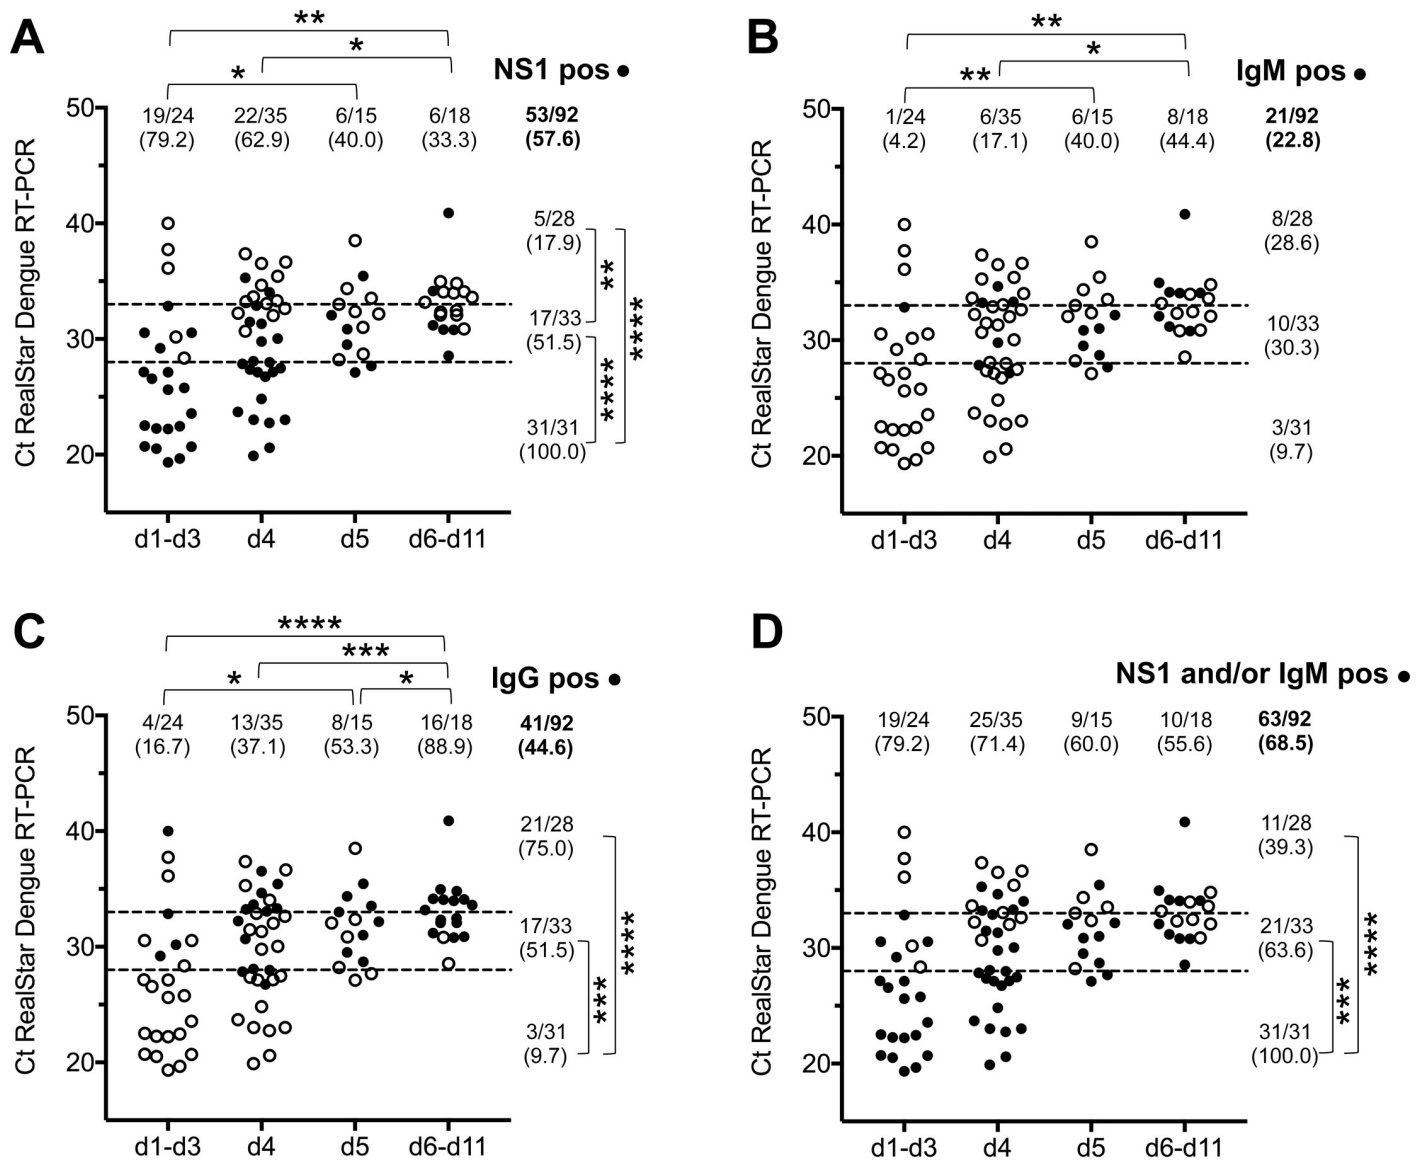 A
**
*
*
NS1 pos ●
50
40
30
20
Ct RealStar Dengue RT-PCR
19/24 22/35 6/15 6/18 53/92
(79.2) (62.9) (40.0) (33.3) (57.6)
5/28
(17.9)
17/33
(51.5)
31/31
(100.0)
**
****
****
d1-d3 d4 d5 d6-d11
B
**
*
**
IgM pos ●
50
40
30
20
Ct RealStar Dengue RT-PCR
1/24 6/35 6/15 8/18 21/92
(4.2) (17.1) (40.0) (44.4) (22.8)
8/28
(28.6)
10/33
(30.3)
3/31
(9.7)
d1-d3 d4 d5 d6-d11
C
****
***
*
*
IgG pos ●
50
40
30
20
Ct RealStar Dengue RT-PCR
4/24 13/35 8/15 16/18 41/92
(16.7) (37.1) (53.3) (88.9) (44.6)
21/28
(75.0)
17/33
(51.5)
3/31
(9.7)
***
****
d1-d3 d4 d5 d6-d11
D
NS1 and/or IgM pos ●
50
40
30
20
Ct RealStar Dengue RT-PCR
19/24 25/35 9/15 10/18 63/92
(79.2) (71.4) (60.0) (55.6) (68.5)
11/28
(39.3)
21/33
(63.6)
31/31
(100.0)
***
****
d1-d3 d4 d5 d6-d11